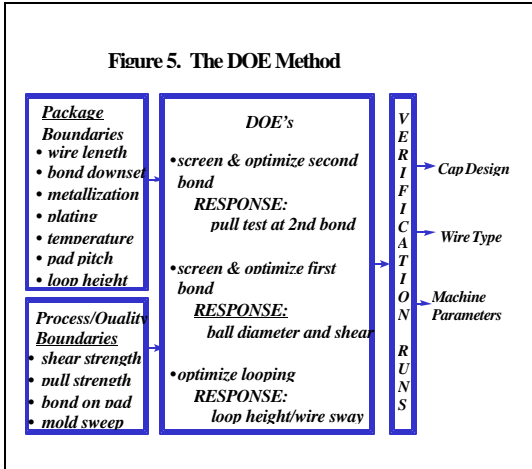 Figure 5. The DOE Method
Package
Boundaries
• wire length
• bond downset
• metallization
• plating
• temperature
• pad pitch
• loop height
Process/Quality
Boundaries
• shear strength
• pull strength
• bond on pad
• mold sweep
DOE's
•screen & optimize second
bond
RESPONSE:
pull test at 2nd bond
•screen & optimize first
bond
RESPONSE:
ball diameter and shear
•optimize looping
RESPONSE:
loop height/wire sway
VERIFICATION RUNS
Cap Design
Wire Type
Machine
Parameters